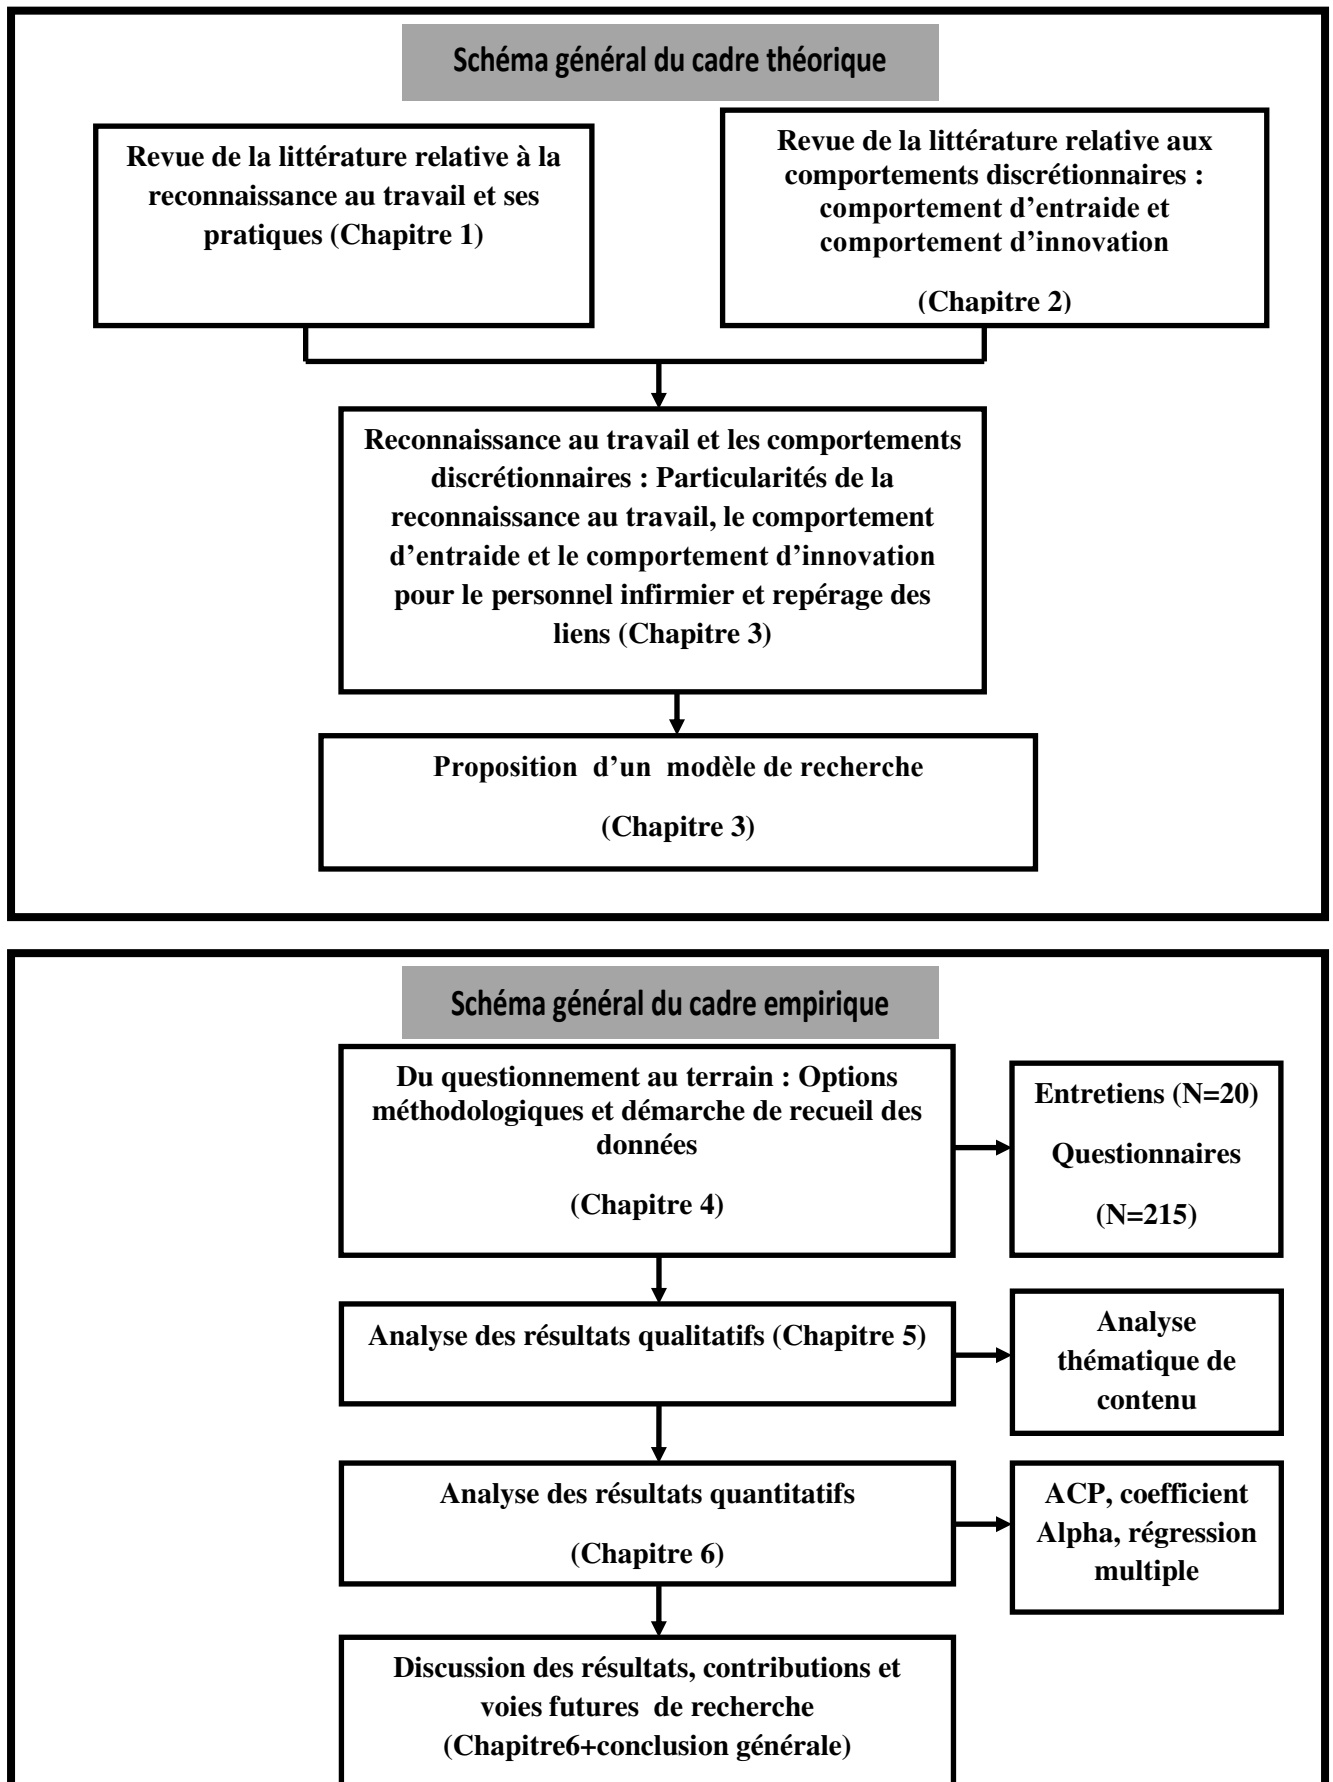 Schéma général du cadre théorique
Revue de la littérature relative à la
reconnaissance au travail et ses
pratiques (Chapitre 1)
Revue de la littérature relative aux
comportements discrétionnaires :
comportement d’entraide et
comportement d’innovation
(Chapitre 2)
Reconnaissance au travail et les comportements
discrétionnaires : Particularités de la
reconnaissance au travail, le comportement
d’entraide et le comportement d’innovation
pour le personnel infirmier et repérage des
liens (Chapitre 3)
Proposition d’un modèle de recherche
(Chapitre 3)
Schéma général du cadre empirique
Du questionnement au terrain : Options
méthodologiques et démarche de recueil des
données
(Chapitre 4)
Entretiens (N=20)
Questionnaires
(N=215)
Analyse des résultats qualitatifs (Chapitre 5)
Analyse
thématique de
contenu
Analyse des résultats quantitatifs
(Chapitre 6)
ACP, coefficient
Alpha, régression
multiple
Discussion des résultats, contributions et
voies futures de recherche
(Chapitre6+conclusion générale)